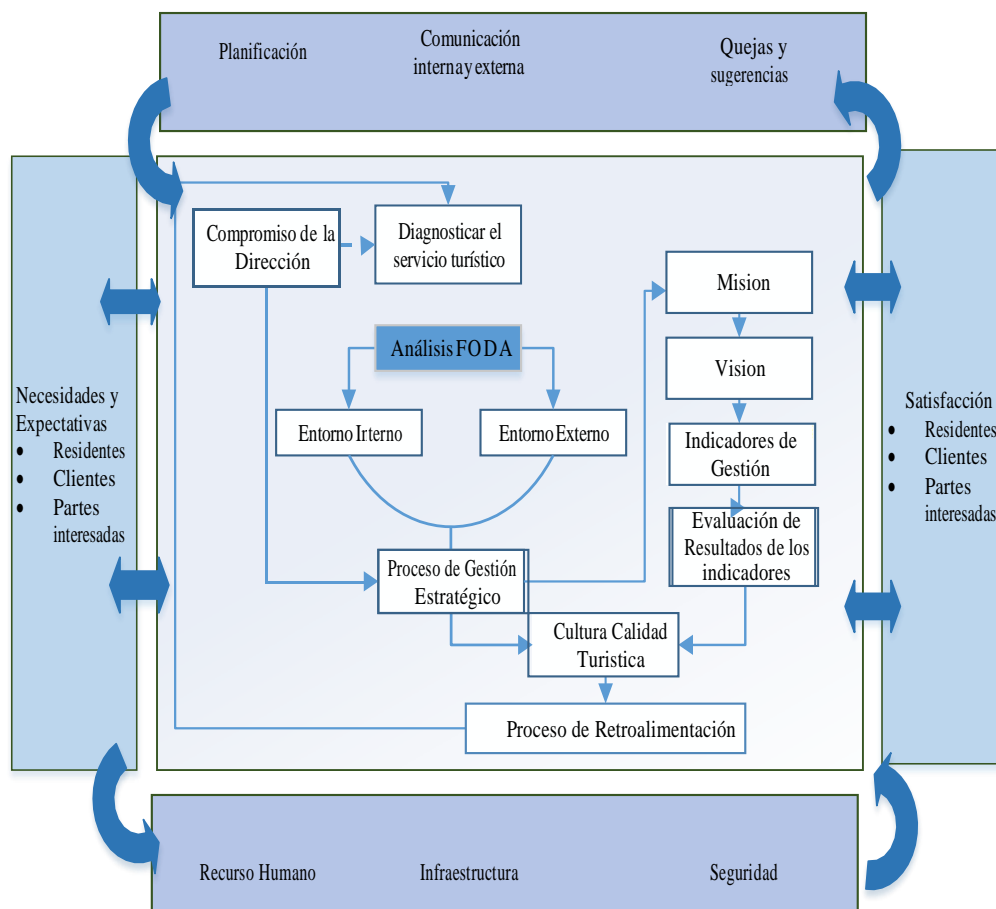 Planificación
Comunicación
interna y externa
Quejas y
sugerencias
Necesidades y
Expectativas
• Residentes
• Clientes
• Partes
interesadas
Compromiso de la
Dirección
Diagnosticar el
servicio turístico
Análisis FODA
Entorno Interno
Entorno Externo
Proceso de Gestión
Estratégico
Mision
Vision
Indicadores de
Gestión
Evaluación de
Resultados de los
indicadores
Cultura Calidad
Turistica
Proceso de Retroalimentación
Satisfacción
• Residentes
• Clientes
• Partes
interesadas
Recurso Humano
Infraestructura
Seguridad